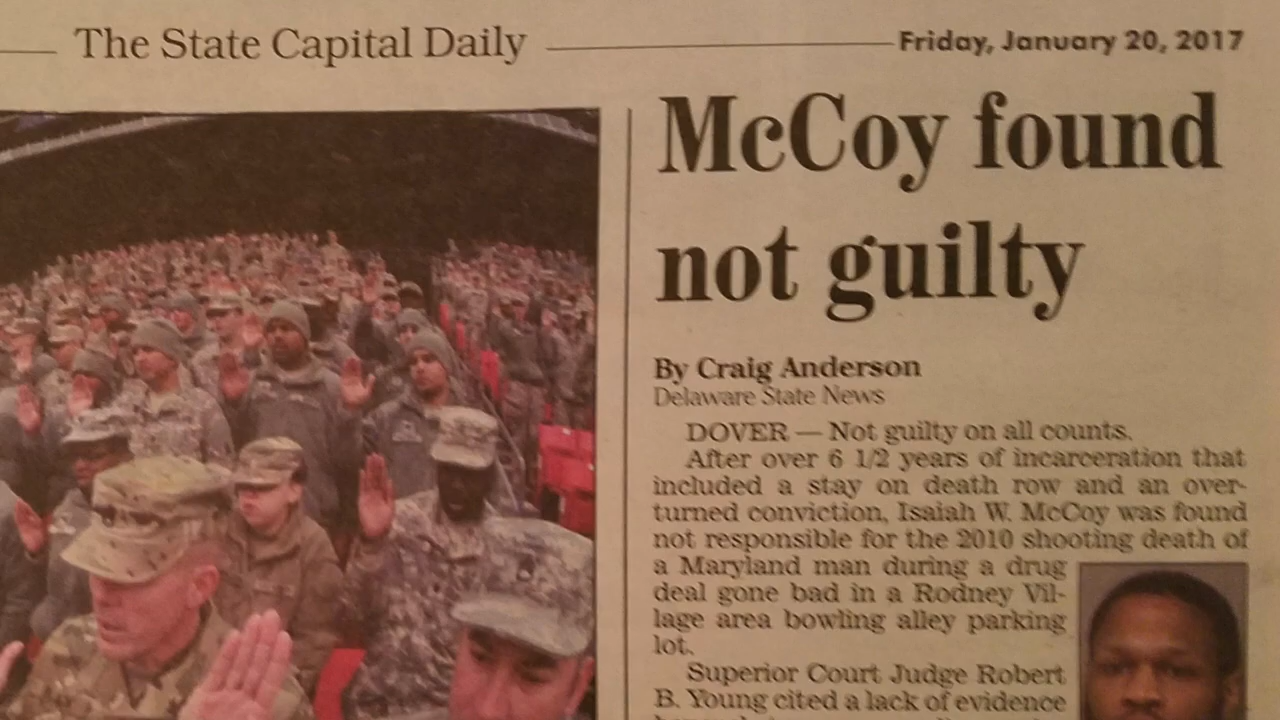 The State Capital Daily
Friday, January 20, 2017
McCoy found
not guilty
By Craig Anderson
Delaware State News
DOVER — Not guilty on all counts.
After over 6 1/2 years of incarceration that
included a stay on death row and an over-
turned conviction, Isaiah W. McCoy was found
not responsible for the 2010 shooting death of
a Maryland man during a drug
deal gone bad in a Rodney Vil-
lage area bowling alley parking
lot.
Superior Court Judge Robert
B. Young cited a lack of evidence